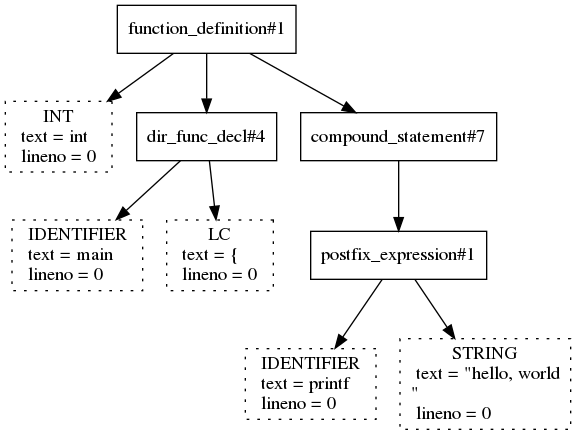 function_definition#1
INT
text = int
lineno = 0
dir_func_decl#4
compound_statement#7
IDENTIFIER
text = main
lineno = 0
LC
text = {
lineno = 0
postfix_expression#1
IDENTIFIER
text = printf
lineno = 0
STRING
text = "hello, world
"
lineno = 0